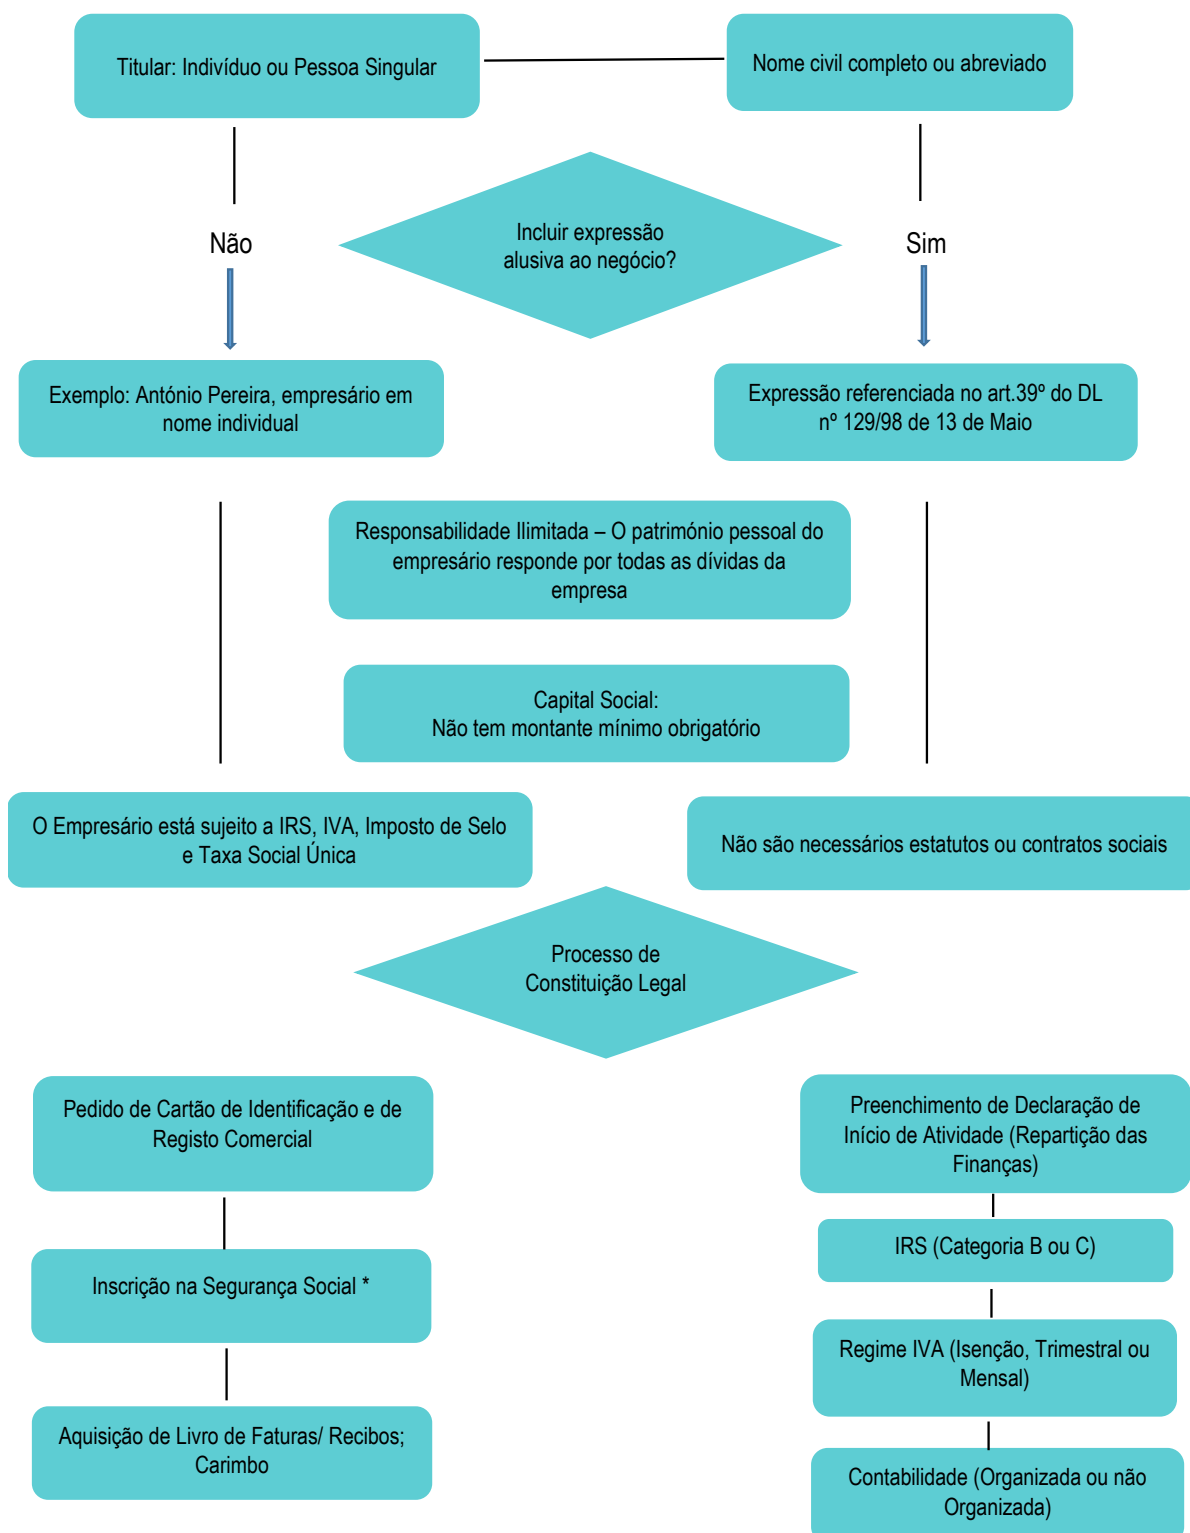 Titular: Indivíduo ou Pessoa Singular
Nome civil completo ou abreviado
Incluir expressão
alusiva ao negócio?
Não
Sim
Exemplo: António Pereira, empresário em
nome individual
Expressão referenciada no art.39º do DL
nº 129/98 de 13 de Maio
Responsabilidade Ilimitada – O património pessoal do
empresário responde por todas as dívidas da
empresa
Capital Social:
Não tem montante mínimo obrigatório
O Empresário está sujeito a IRS, IVA, Imposto de Selo
e Taxa Social Única
Não são necessários estatutos ou contratos sociais
Processo de
Constituição Legal
Pedido de Cartão de Identificação e de
Registo Comercial
Inscrição na Segurança Social *
Aquisição de Livro de Faturas/ Recibos;
Carimbo
Preenchimento de Declaração de
Início de Atividade (Repartição das
Finanças)
IRS (Categoria B ou C)
Regime IVA (Isenção, Trimestral ou
Mensal)
Contabilidade (Organizada ou não
Organizada)